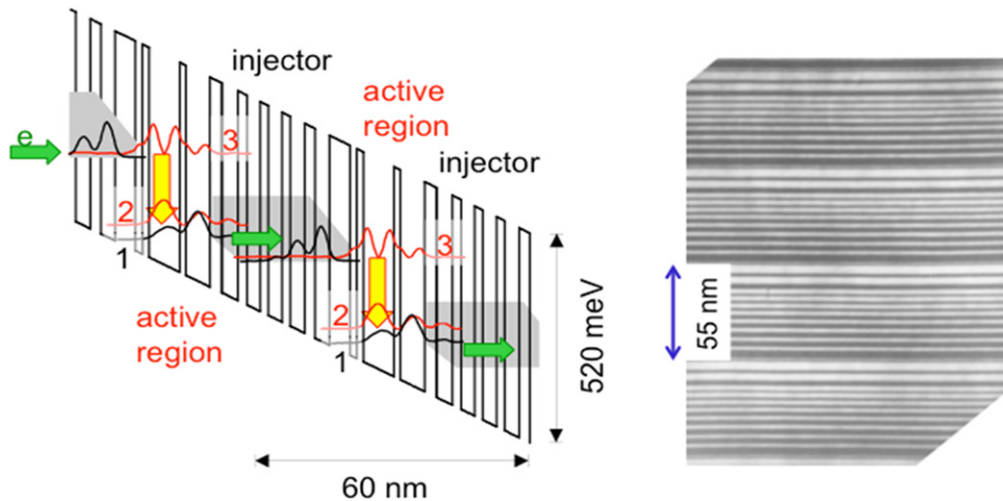 injector
active
region
injector
e
3
2
1
3
2
1
active
region
520 meV
60 nm
55 nm